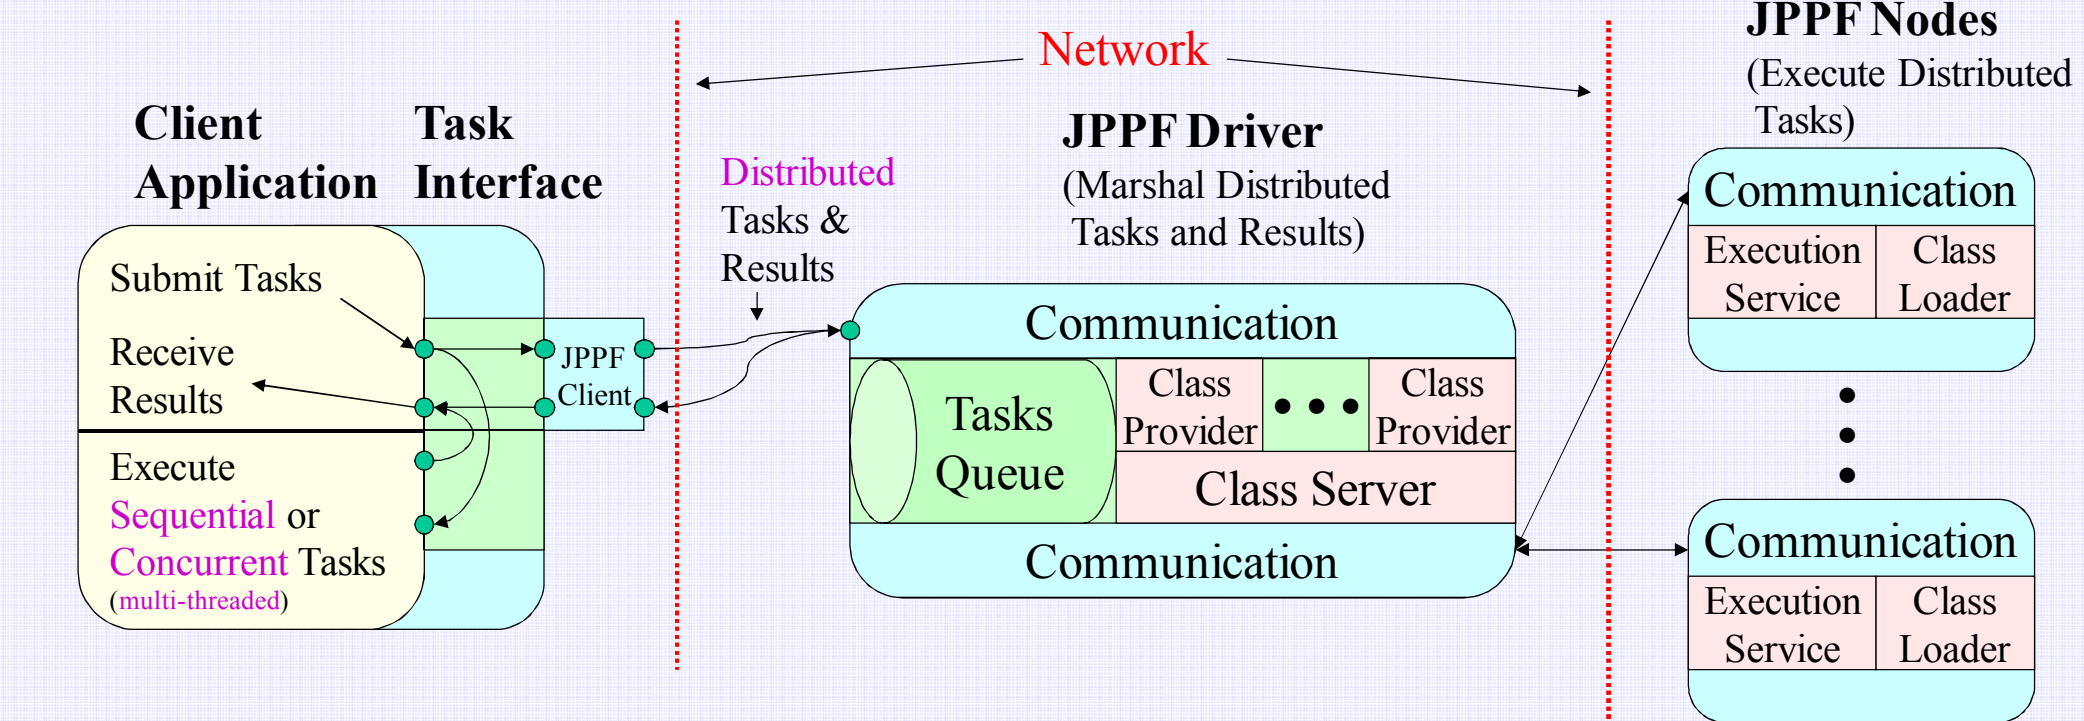 Client
Application
Task
Interface
Submit Tasks
Receive
Results
Execute
Sequential or
Concurrent Tasks
(multi-threaded)
JPPF
Client
Network
Distributed
Tasks &
Results
JPPF Driver
(Marshal Distributed
Tasks and Results)
Communication
Tasks
Queue
Class
Provider
Class
Provider
Class Server
Communication
JPPF Nodes
(Execute Distributed
Tasks)
Communication
Execution
Service
Class
Loader
Communication
Execution
Service
Class
Loader